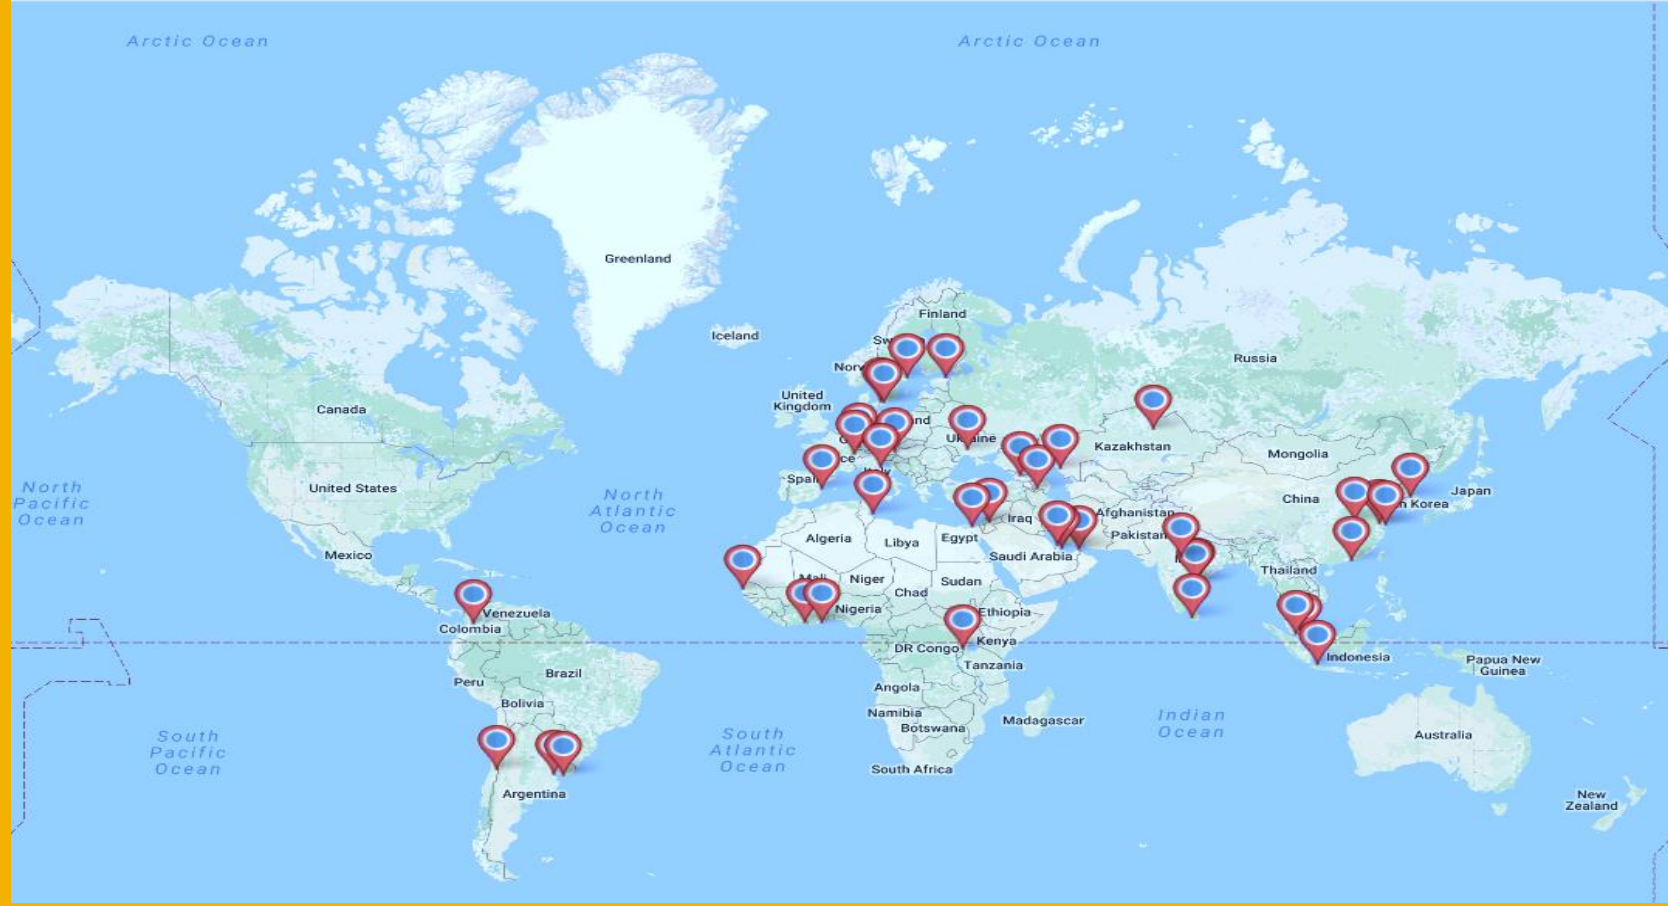 Arctic Ocean
Arctic Ocean
Greenland
Finland
Iceland
Russia
United
Kingdom
Canada
Kazakhstan
Mongolia
North
Pacific
Ocean
United States
North
Atlantic
Ocean
China
Japan
Korea
Iraq
Afghanistan
Pakistan
Algeria
Libya
Egypt
Saudi Arabia
Mexico
Thailand
Mali
Niger
Chad
Sudan
Nigeria
Ethiopia
Venezuela
Colombia
DR Congo
Kenya
Tanzania
Indonesia
Papua New
Guinea
Peru
Brazil
Bolivia
Angola
Namibia
Botswana
Madagascar
South
Pacific
Ocean
South
Atlantic
Ocean
Indian
Ocean
Australia
South Africa
Argentina
New
Zealand